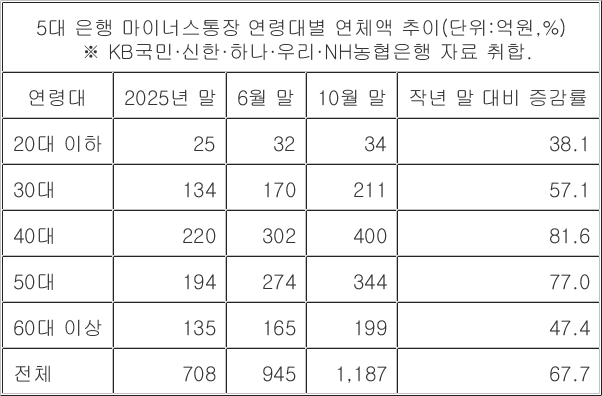 5대 은행 마이너스통장 연령대별 연체액 추이(단위:억원,%)
※ KB국민·신한·하나·우리·NH농협은행 자료 취합.
연령대 2025년 말 6월 말 10월 말 작년 말 대비 증감률
20대 이하 25 32 34 38.1
30대 134 170 211 57.1
40대 220 302 400 81.6
50대 194 274 344 77.0
60대 이상 135 165 199 47.4
전체 708 945 1,187 67.7